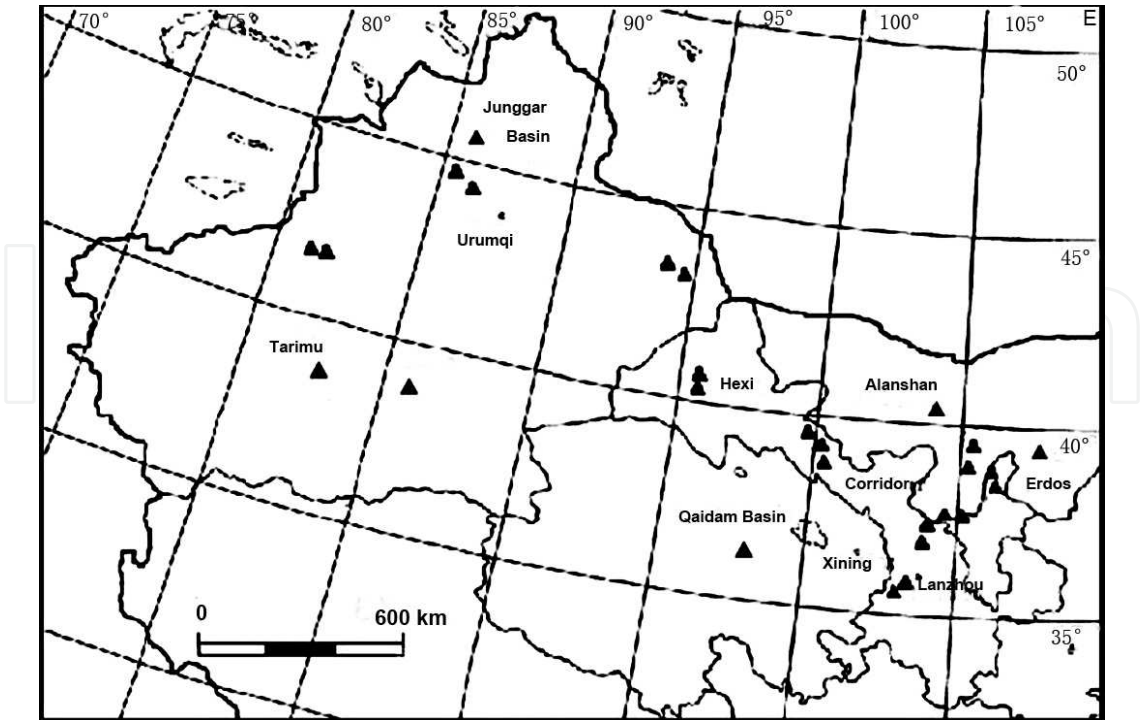 70° 75° 80° 85° 90° 95° 100° 105° E
50°
Junggar
Basin
Urumqi
45°
Tarimu
Hexi
Alanshan
40°
Corridor
Erdos
Qaidam Basin
Xining
Lanzhou
0 600 km
35°